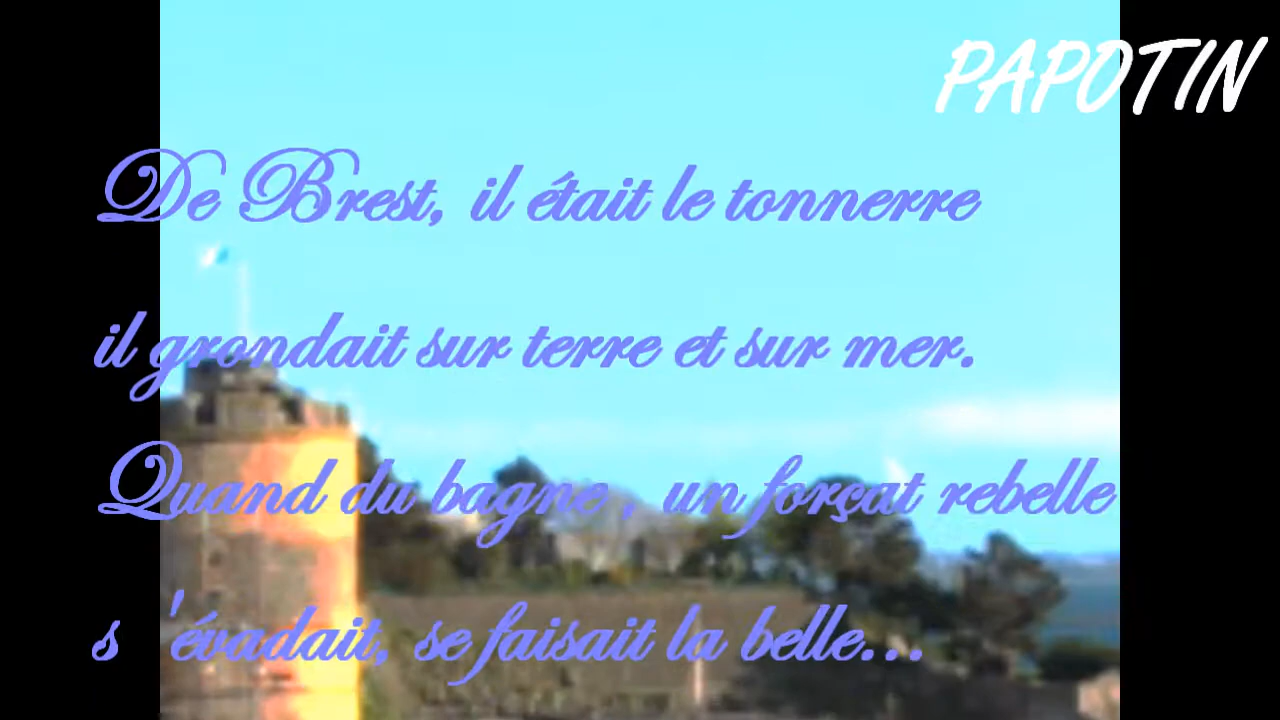 PAPOTIN
De Brest, il était le tonnerre
il grondait sur terre et sur mer.
Quand du bagne , un forçat rebelle
s 'évadait, se faisait la belle...